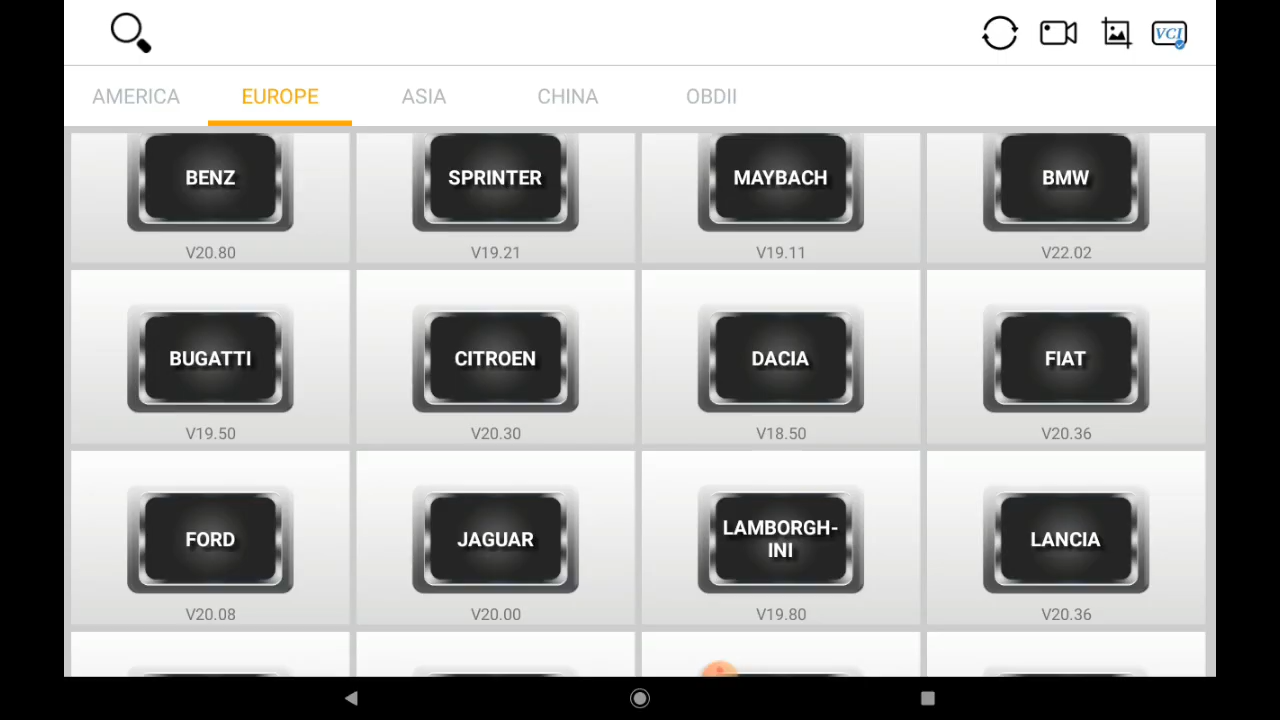 VCI
AMERICA
EUROPE
ASIA
CHINA
OBDII
BENZ
SPRINTER
MAYBACH
BMW
V20.80
V19.21
V19.11
V22.02
BUGATTI
CITROEN
DACIA
FIAT
V19.50
V20.30
V18.50
V20.36
FORD
JAGUAR
LAMBORGH-
INI
LANCIA
V20.08
V20.00
V19.80
V20.36